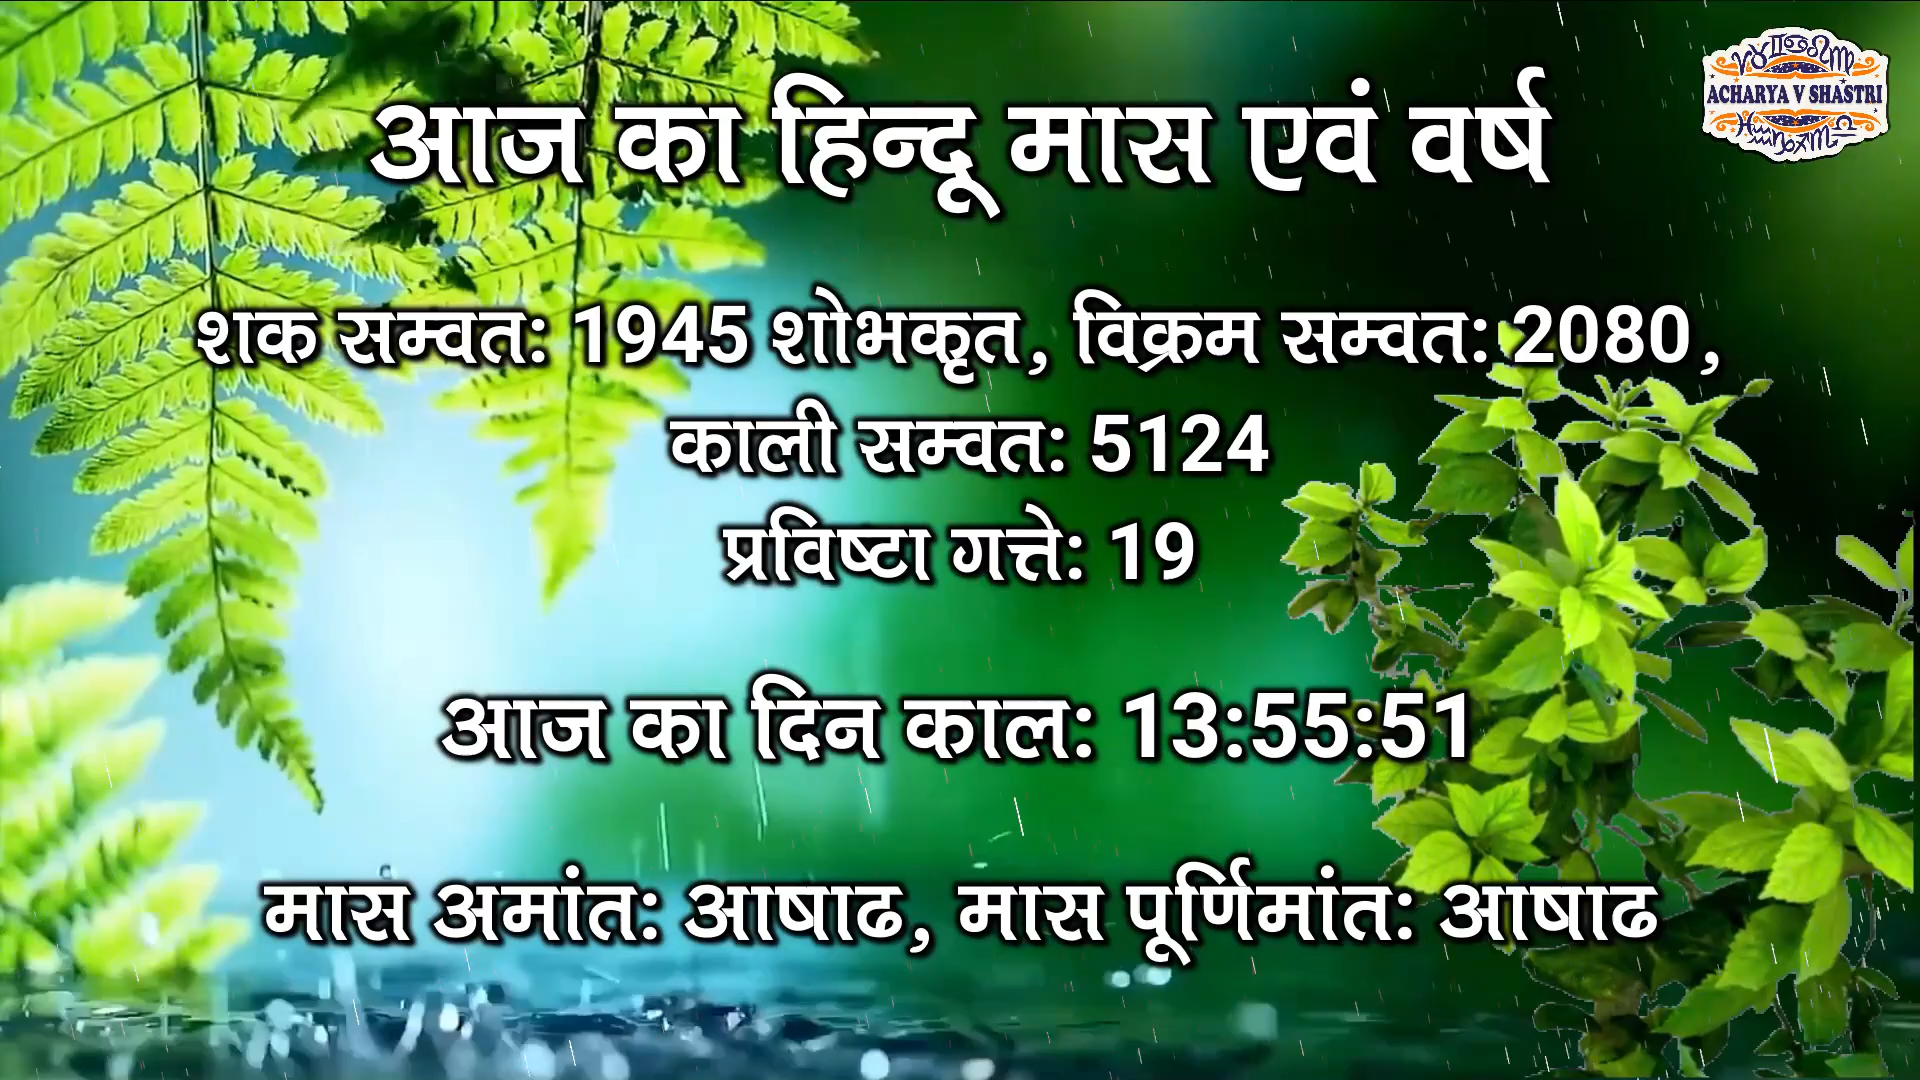 ACHARYA V SHASTRI
आज का हिन्दू मास एवं वर्ष
शक सम्वत: 1945 शोभकृत, विक्रम सम्वत: 2080,
काली सम्वत: 5124
प्रविष्टा गत्ते: 19
आज का दिन काल: 13:55:51
मास अमांत: आषाढ, मास पूर्णिमांत: आषाढ